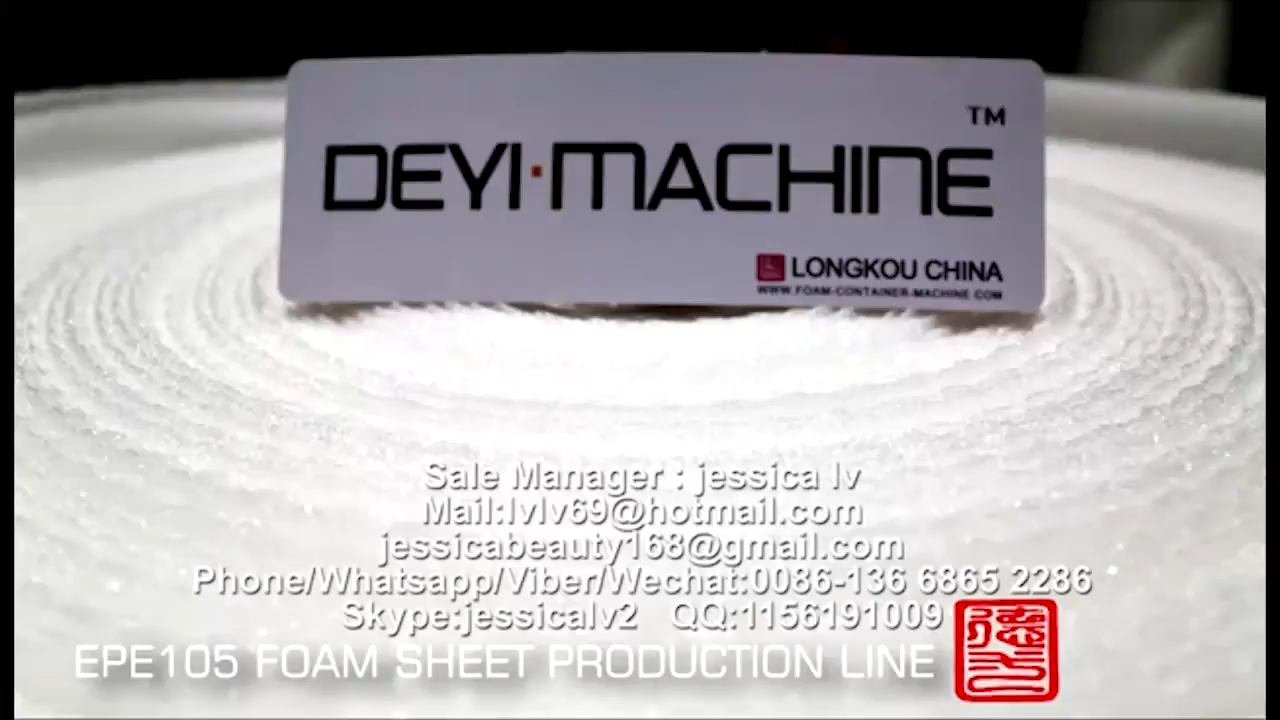 TM
DEYI·MACHINE
LONGKOU CHINA
WWW.FOAM-CONTAINER-MACHINE.COM
Sale Manager : jessica lv
Mail:lvlv69@hotmail.com
jessicabeauty168@gmail.com
Phone/Whatsapp/Viber/Wechat:0086-136 6865 2286
Skype:jessicalv2 QQ:1156191009
EPE105 FOAM SHEET PRODUCTION LINE